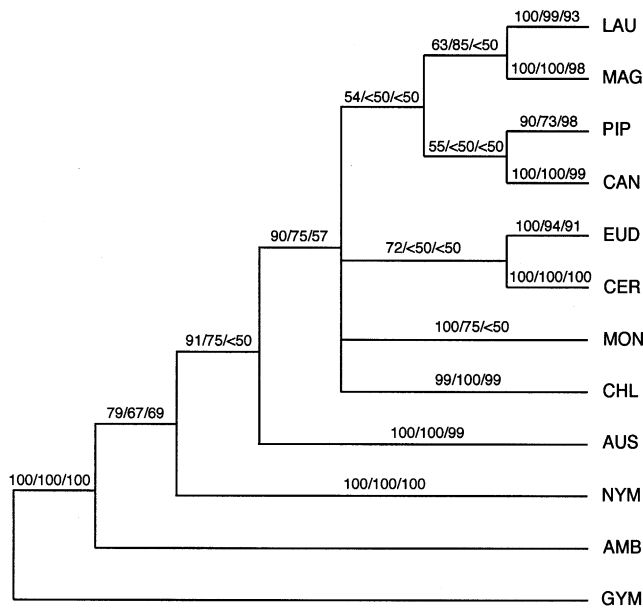 100/99/93
LAU
63/85/<50
100/100/98
MAG
54/<50/<50
90/73/98
PIP
55/<50/<50
100/100/99
CAN
100/94/91
EUD
90/75/57
72/<50/<50
100/100/100
CER
100/75/<50
MON
91/75/<50
99/100/99
CHL
79/67/69
100/100/99
AUS
100/100/100
100/100/100
NYM
AMB
GYM